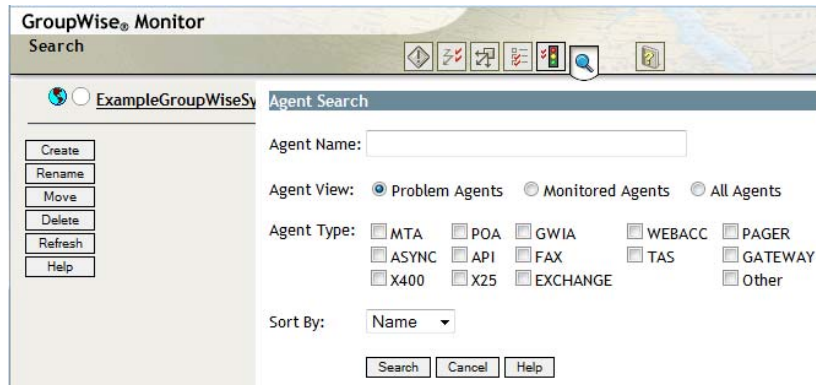 GroupWise® Monitor
Search
ExampleGroupWiseSy
Create
Rename
Move
Delete
Refresh
Help
Agent Search
Agent Name:
Agent View: Problem Agents Monitored Agents All Agents
Agent Type: MTA POA GWIA WEBACC PAGER
ASYNC API FAX TAS GATEWAY
X400 X25 EXCHANGE Other
Sort By: Name
Search Cancel Help